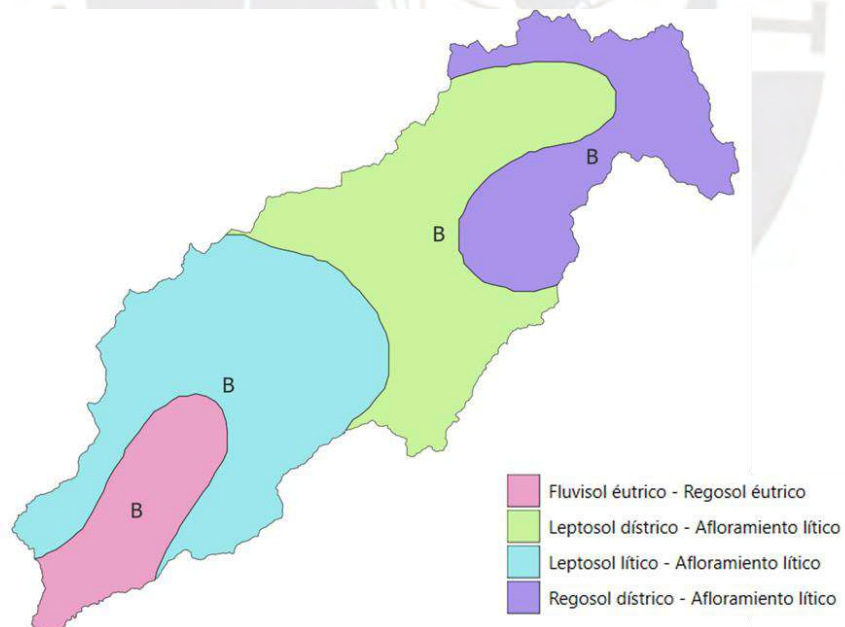 B
B
B
B
Fluvisol éutrico - Regosol éutrico
Leptosol dístrico - Afloramiento lítico
Leptosol lítico - Afloramiento lítico
Regosol dístrico - Afloramiento lítico